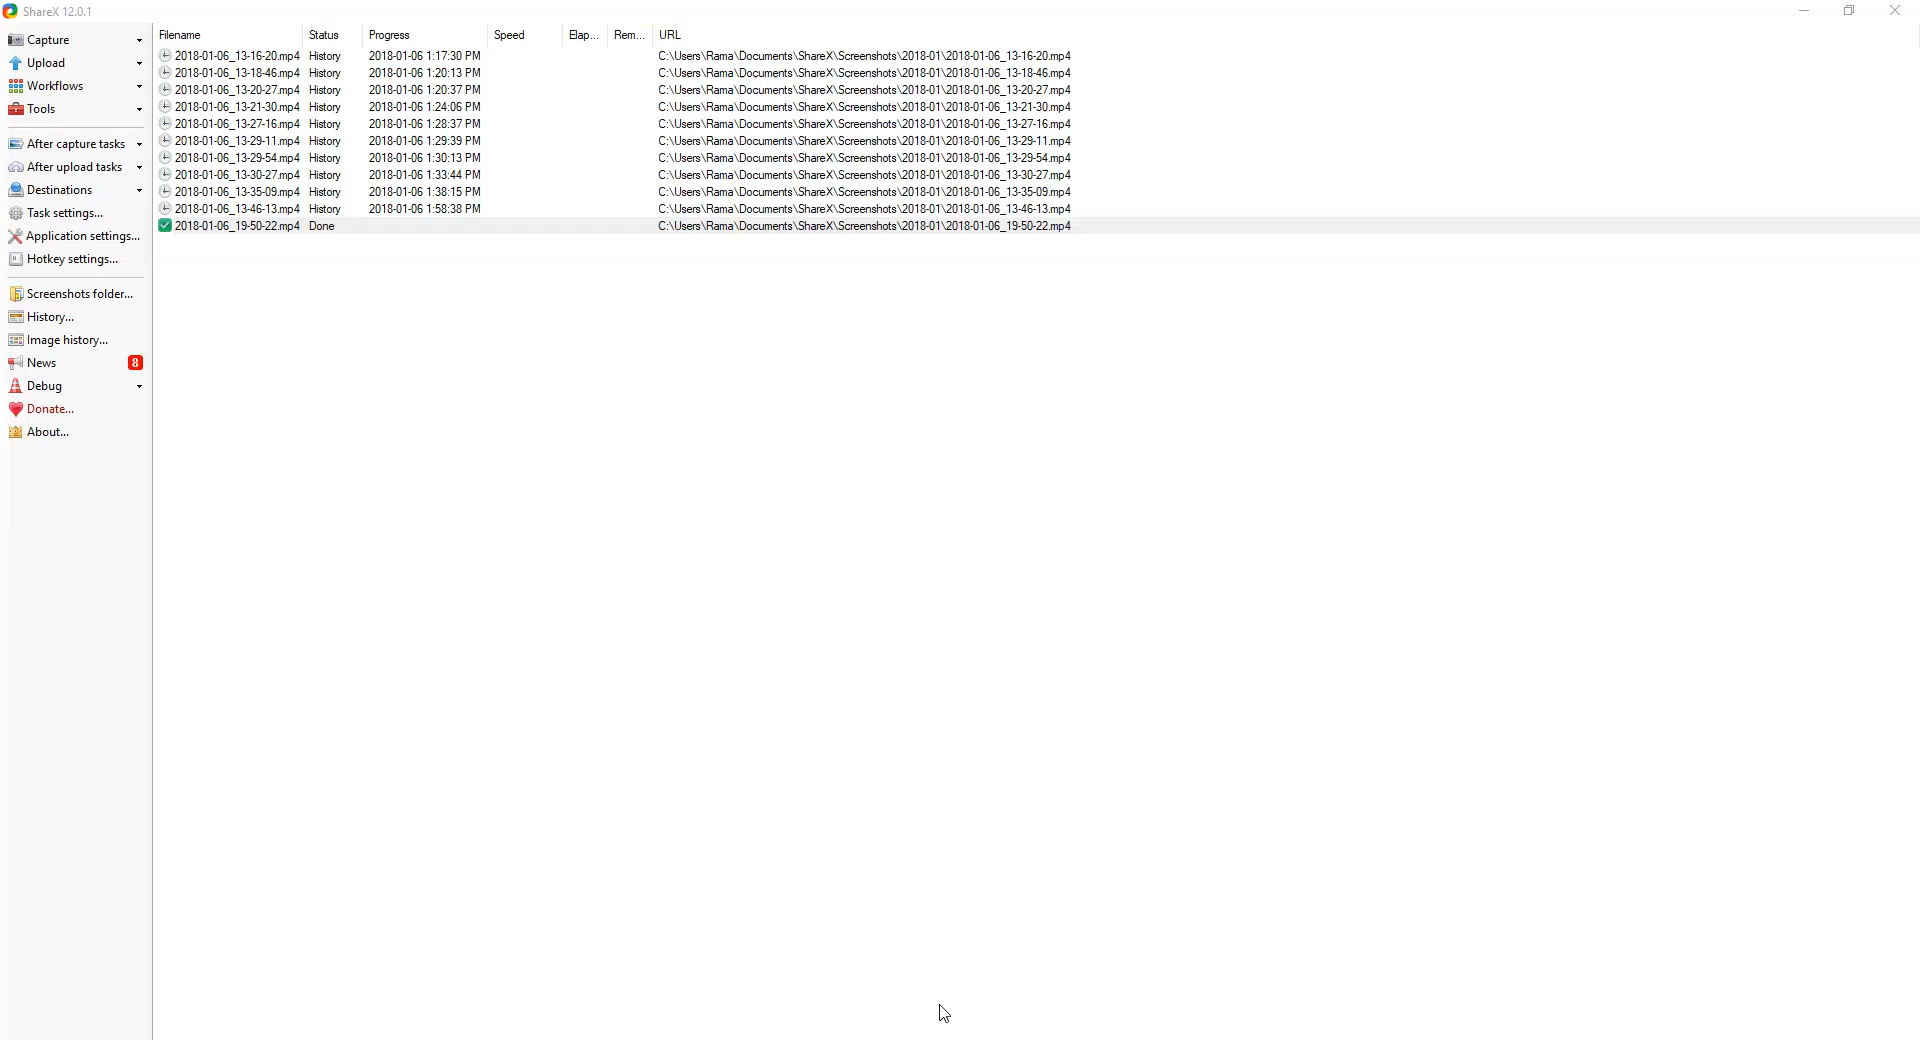 ShareX 12.0.1
Capture
Upload
Workflows
Tools
After capture tasks
After upload tasks
Destinations
Task settings...
Application settings...
Hotkey settings...
Screenshots folder...
History...
Image history...
News 8
Debug
Donate...
About...
Filename Status Progress Speed Elap... Rem... URL
2018-01-06_13-16-20.mp4 History 2018-01-06 1:17:30 PM C:\Users\Rama\Documents\ShareX\Screenshots\2018-01\2018-01-06_13-16-20.mp4
2018-01-06_13-18-46.mp4 History 2018-01-06 1:20:13 PM C:\Users\Rama\Documents\ShareX\Screenshots\2018-01\2018-01-06_13-18-46.mp4
2018-01-06_13-20-27.mp4 History 2018-01-06 1:20:37 PM C:\Users\Rama\Documents\ShareX\Screenshots\2018-01\2018-01-06_13-20-27.mp4
2018-01-06_13-21-30.mp4 History 2018-01-06 1:24:06 PM C:\Users\Rama\Documents\ShareX\Screenshots\2018-01\2018-01-06_13-21-30.mp4
2018-01-06_13-27-16.mp4 History 2018-01-06 1:28:37 PM C:\Users\Rama\Documents\ShareX\Screenshots\2018-01\2018-01-06_13-27-16.mp4
2018-01-06_13-29-11.mp4 History 2018-01-06 1:29:39 PM C:\Users\Rama\Documents\ShareX\Screenshots\2018-01\2018-01-06_13-29-11.mp4
2018-01-06_13-29-54.mp4 History 2018-01-06 1:30:13 PM C:\Users\Rama\Documents\ShareX\Screenshots\2018-01\2018-01-06_13-29-54.mp4
2018-01-06_13-30-27.mp4 History 2018-01-06 1:33:44 PM C:\Users\Rama\Documents\ShareX\Screenshots\2018-01\2018-01-06_13-30-27.mp4
2018-01-06_13-35-09.mp4 History 2018-01-06 1:38:15 PM C:\Users\Rama\Documents\ShareX\Screenshots\2018-01\2018-01-06_13-35-09.mp4
2018-01-06_13-46-13.mp4 History 2018-01-06 1:58:38 PM C:\Users\Rama\Documents\ShareX\Screenshots\2018-01\2018-01-06_13-46-13.mp4
2018-01-06_19-50-22.mp4 Done C:\Users\Rama\Documents\ShareX\Screenshots\2018-01\2018-01-06_19-50-22.mp4